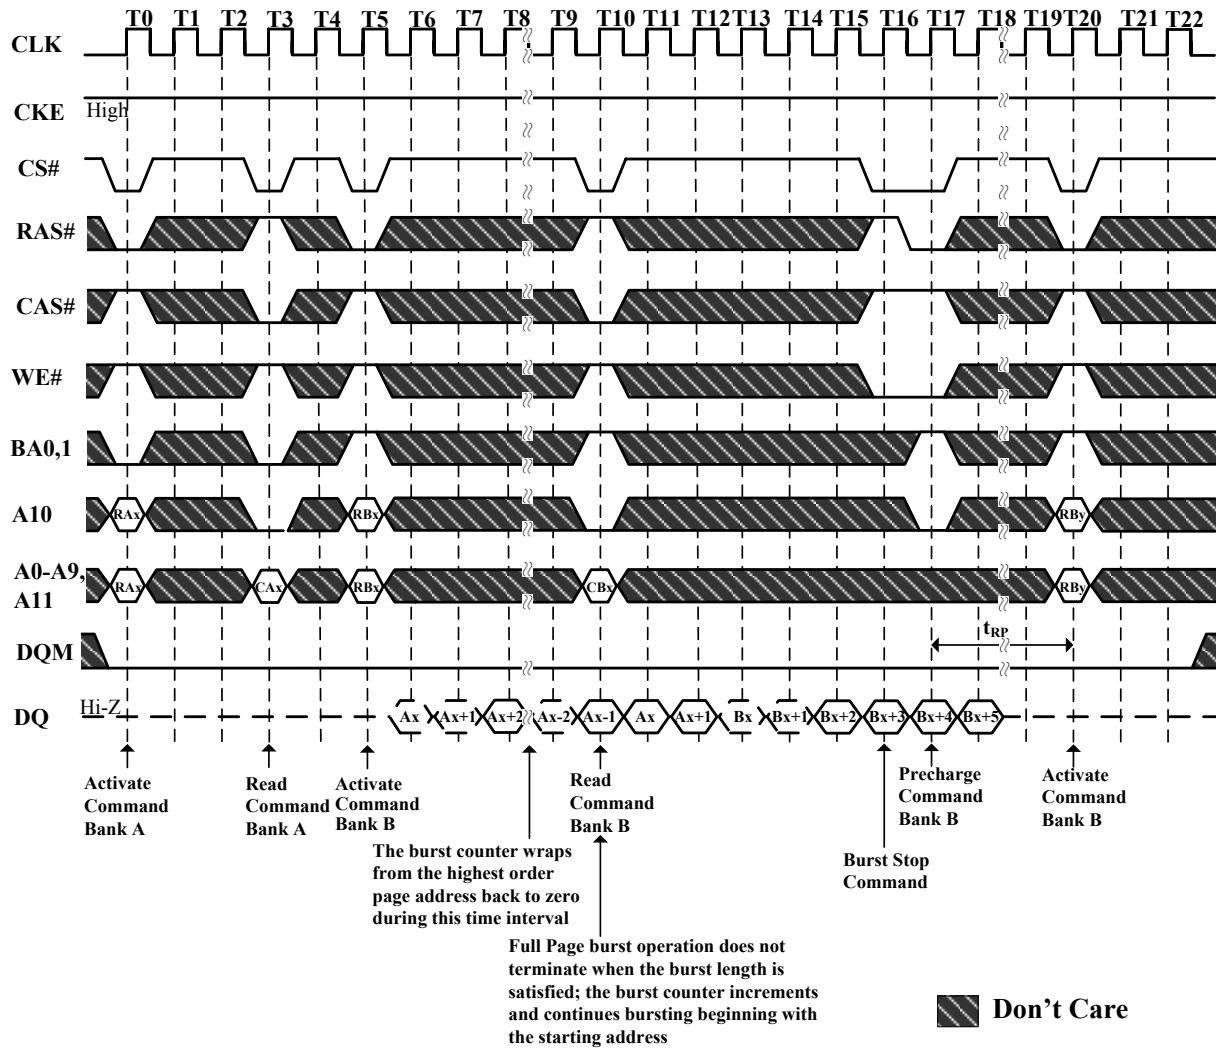 T0 T1 T2 T3 T4 T5 T6 T7 T8 T9 T10 T11 T12 T13 T14 T15 T16 T17 T18 T19 T20 T21 T22
CLK
CKE High
CS#
RAS#
CAS#
WE#
BA0,1
A10 RAx RBx RBy
A0-A9,
A11
RAx CAx RBx CBx RBy
tRP
DQM
DQ Hi-Z Ax Ax+1 Ax+2 Ax-2 Ax-1 Ax Ax+1 Bx Bx+1 Bx+2 Bx+3 Bx+4 Bx+5
Activate
Command
Bank A
Read
Command
Bank A
Activate
Command
Bank B
The burst counter wraps
from the highest order
page address back to zero
during this time interval
Read
Command
Bank B
Full Page burst operation does not
terminate when the burst length is
satisfied; the burst counter increments
and continues bursting beginning with
the starting address
Burst Stop
Command
Precharge
Command
Bank B
Activate
Command
Bank B
Don't Care